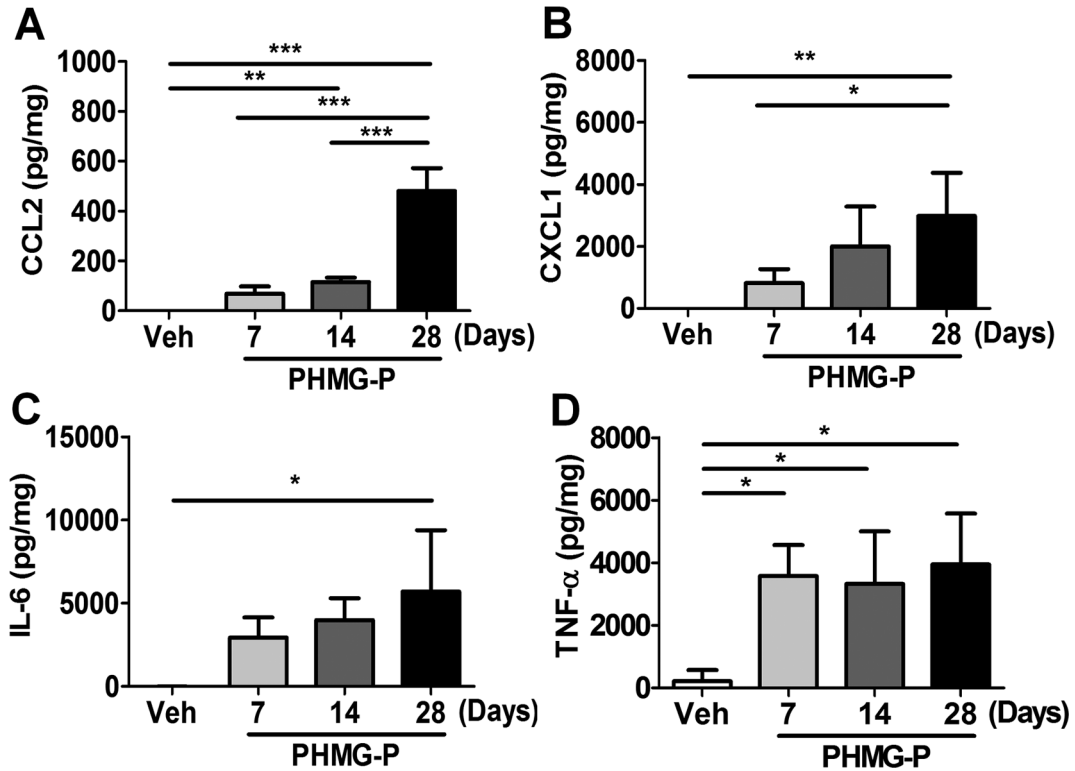 A
CCL2 (pg/mg)
1000
800
600
400
200
0
***
**
***
***
Veh 7 14 28 (Days)
PHMG-P
B
CXCL1 (pg/mg)
8000
6000
4000
2000
0
**
*
Veh 7 14 28 (Days)
PHMG-P
C
IL-6 (pg/mg)
15000
10000
5000
0
*
Veh 7 14 28 (Days)
PHMG-P
D
TNF-α (pg/mg)
8000
6000
4000
2000
0
*
*
*
Veh 7 14 28 (Days)
PHMG-P